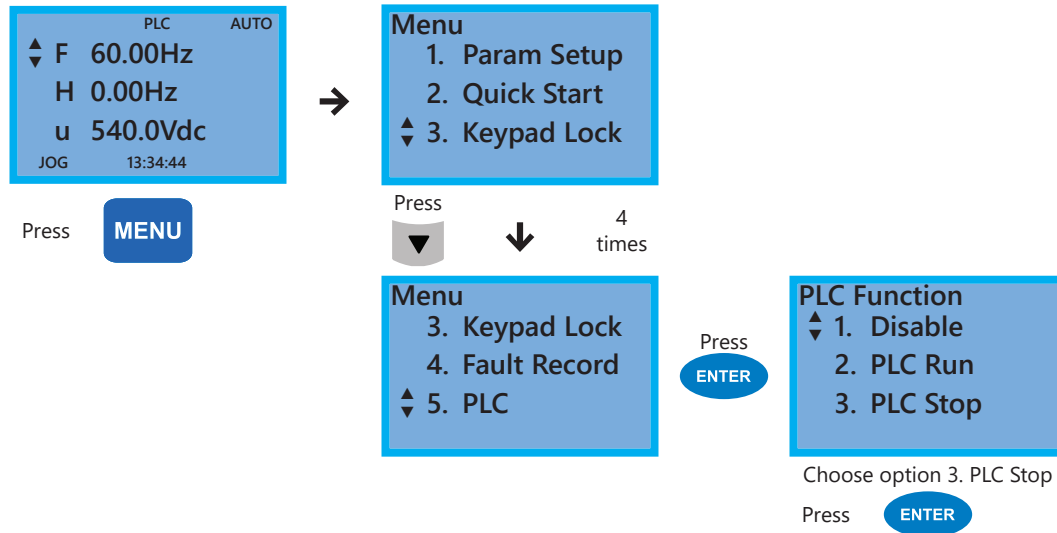 PLC AUTO
F 60.00Hz
H 0.00Hz
u 540.0Vdc
JOG 13:34:44
Press MENU
Menu
1. Param Setup
2. Quick Start
3. Keypad Lock
Press
4
times
Menu
3. Keypad Lock
4. Fault Record
5. PLC
Press
ENTER
PLC Function
1. Disable
2. PLC Run
3. PLC Stop
Choose option 3. PLC Stop
Press ENTER